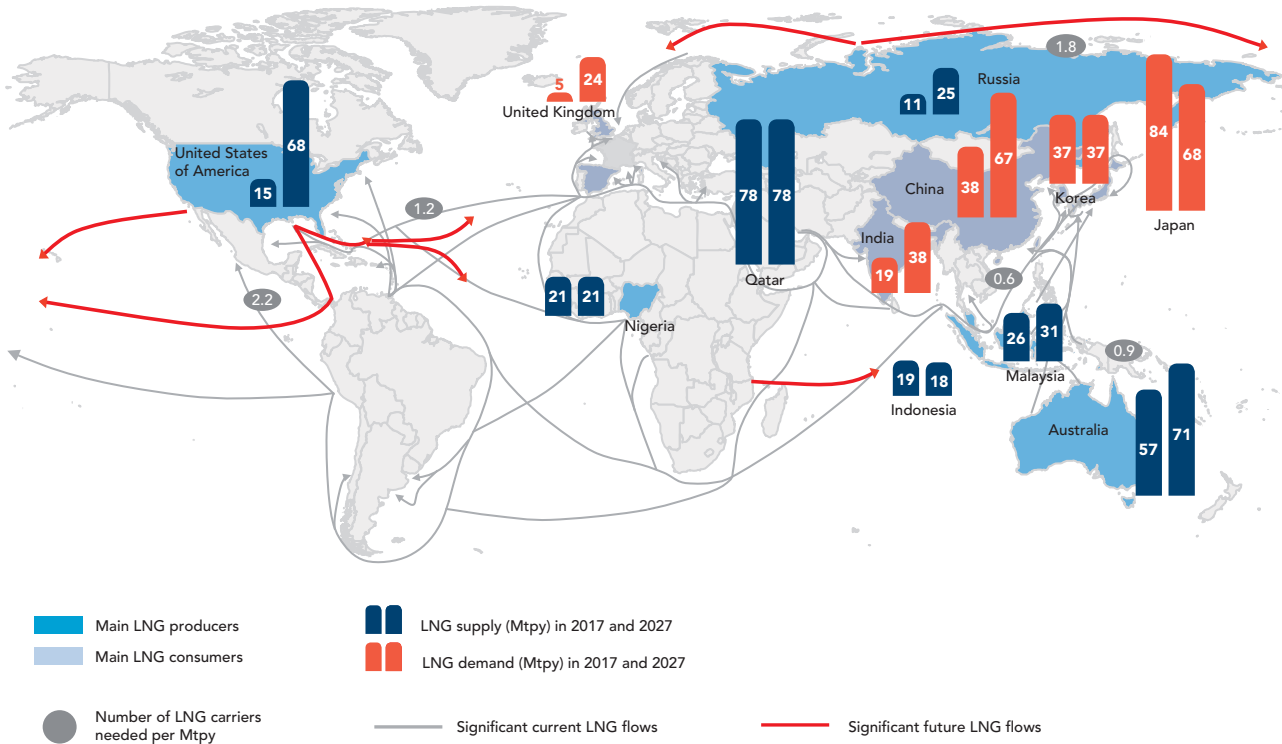 1.8
Russia
11 25
5 24
United Kingdom
United States
of America
15 68
78 78
Qatar
China
38 67
37 37
Korea
84 68
Japan
India
19 38
1.2
2.2
0.6
21 21
Nigeria
26 31
Malaysia
0.9
19 18
Indonesia
Australia
57 71
Main LNG producers
Main LNG consumers
LNG supply (Mtpy) in 2017 and 2027
LNG demand (Mtpy) in 2017 and 2027
Number of LNG carriers
needed per Mtpy
Significant current LNG flows
Significant future LNG flows